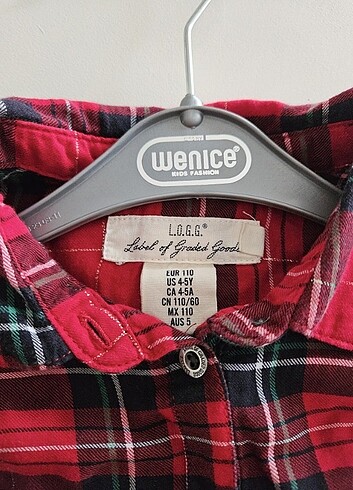 wenice
KIDS FASHION
L.O.G.G.
Label of Graded Goods
EUR 110
US 4-5Y
CA 4-5A
CN 110/60
MX 110
AUS 5